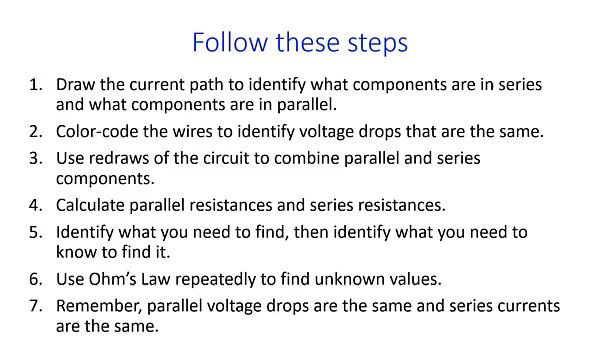 Follow these steps
1. Draw the current path to identify what components are in series
and what components are in parallel.
2. Color-code the wires to identify voltage drops that are the same.
3. Use redraws of the circuit to combine parallel and series
components.
4. Calculate parallel resistances and series resistances.
5. Identify what you need to find, then identify what you need to
know to find it.
6. Use Ohm’s Law repeatedly to find unknown values.
7. Remember, parallel voltage drops are the same and series currents
are the same.